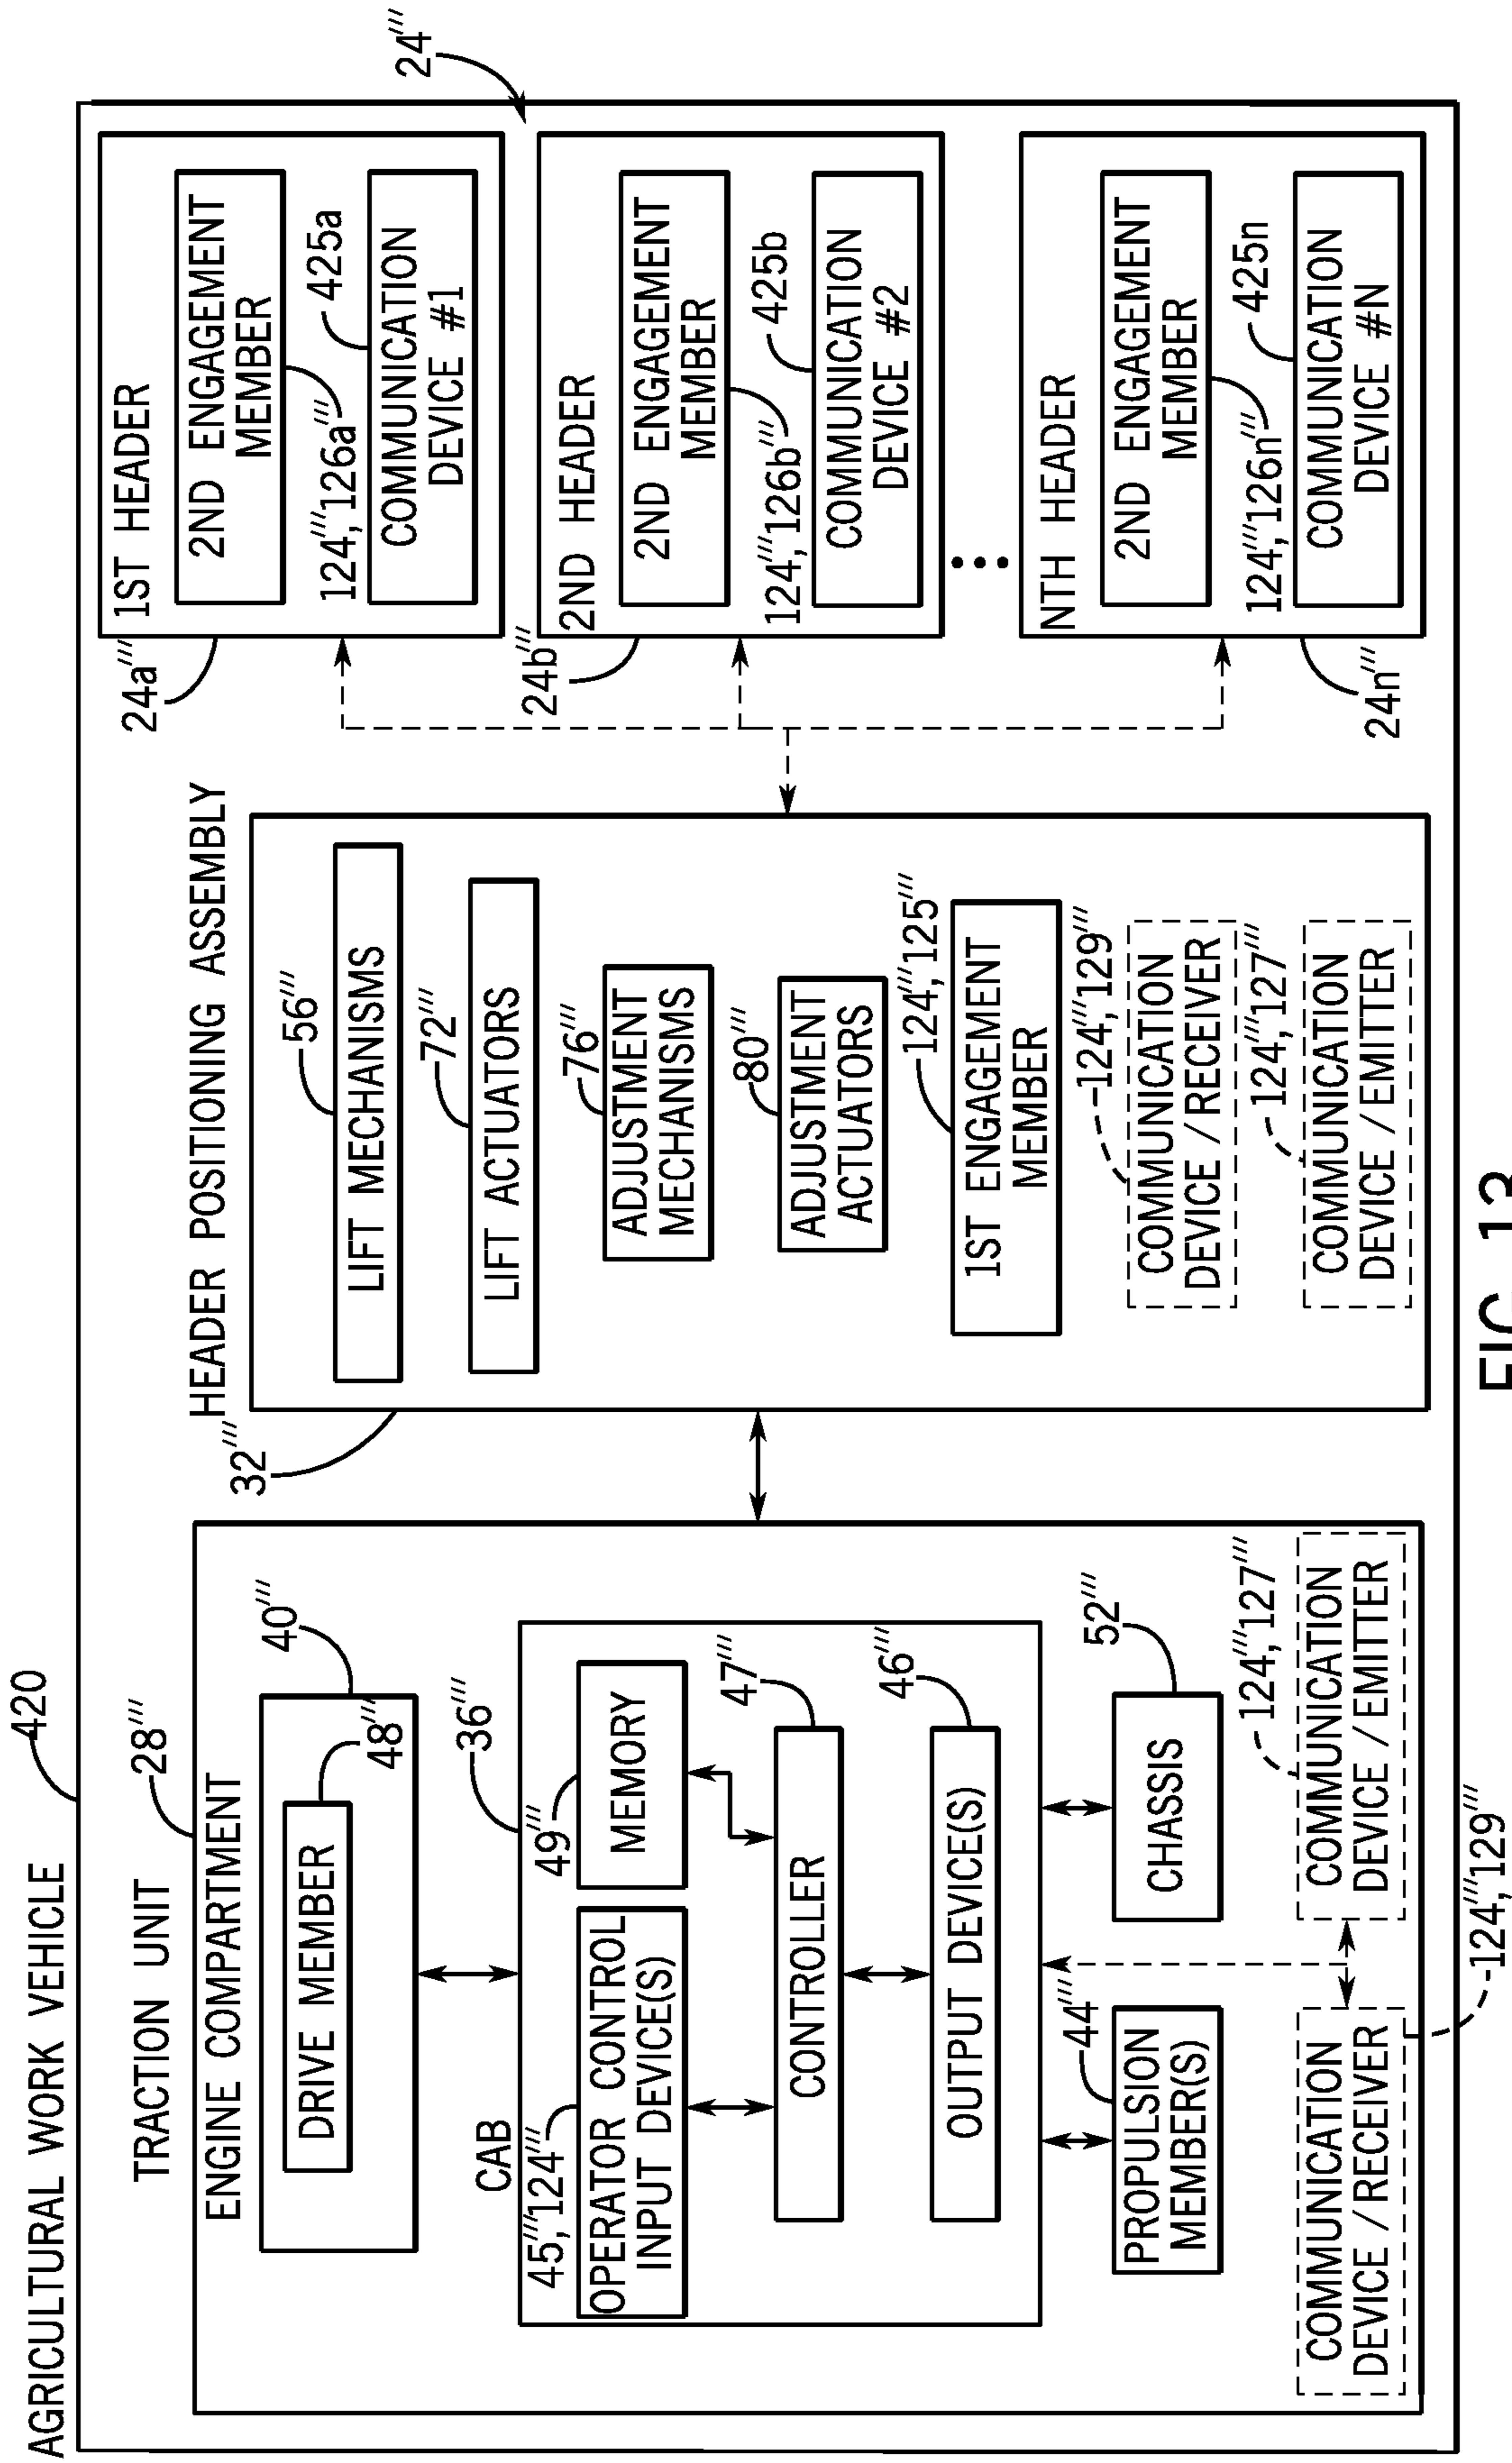 AGRICULTURAL WORK VEHICLE
420
TRACTION UNIT
28'''
ENGINE COMPARTMENT
40'''
DRIVE MEMBER
48'''
CAB
36'''
45''',124'''
49'''
OPERATOR CONTROL
INPUT DEVICE(S)
MEMORY
47'''
CONTROLLER
46'''
OUTPUT DEVICE(S)
44'''
52'''
PROPULSION
MEMBER(S)
CHASSIS
124''',127'''
COMMUNICATION
DEVICE /RECEIVER
COMMUNICATION
DEVICE /EMITTER
124''',129'''
HEADER POSITIONING ASSEMBLY
32'''
56'''
LIFT MECHANISMS
72'''
LIFT ACTUATORS
76'''
ADJUSTMENT
MECHANISMS
80'''
ADJUSTMENT
ACTUATORS
124''',125'''
1ST ENGAGEMENT
MEMBER
124''',129'''
COMMUNICATION
DEVICE /RECEIVER
124''',127'''
COMMUNICATION
DEVICE /EMITTER
24'''
24a'''
1ST HEADER
2ND ENGAGEMENT
MEMBER
124''',126a'''
425a
COMMUNICATION
DEVICE #1
24b'''
2ND HEADER
2ND ENGAGEMENT
MEMBER
124''',126b'''
425b
COMMUNICATION
DEVICE #2
24n'''
NTH HEADER
2ND ENGAGEMENT
MEMBER
124''',126n'''
425n
COMMUNICATION
DEVICE #N
FIG. 13